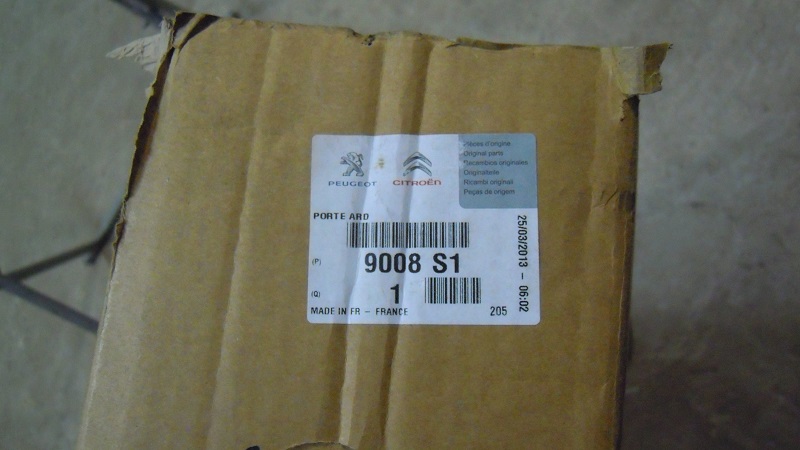 PEUGEOT CITROËN
Pièces d'origine
Original parts
Recambios originales
Originalteile
Ricambi originali
Peças de origem
PORTE ARD
(P) 9008 S1
(Q) 1
MADE IN FR - FRANCE 205
25/03/2013 - 06:02